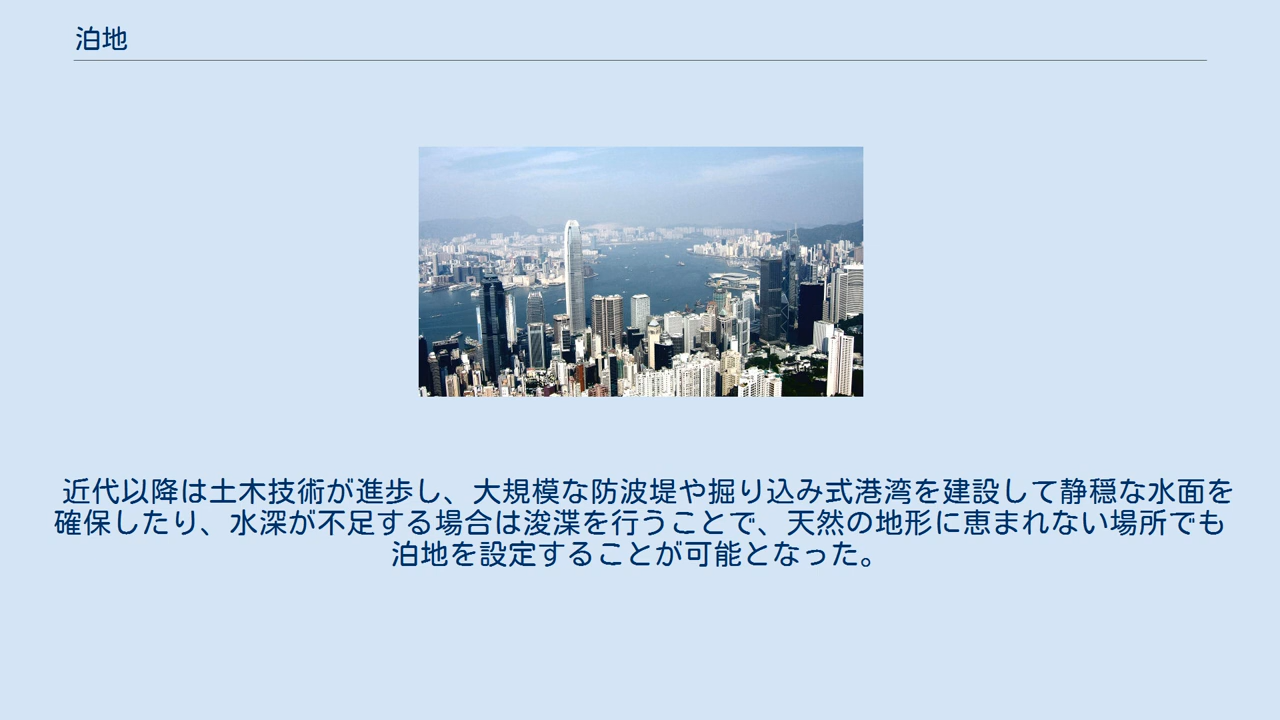 泊地
近代以降は土木技術が進歩し、大規模な防波堤や掘り込み式港湾を建設して静穏な水面を
確保したり、水深が不足する場合は浚渫を行うことで、天然の地形に恵まれない場所でも
泊地を設定することが可能となった。